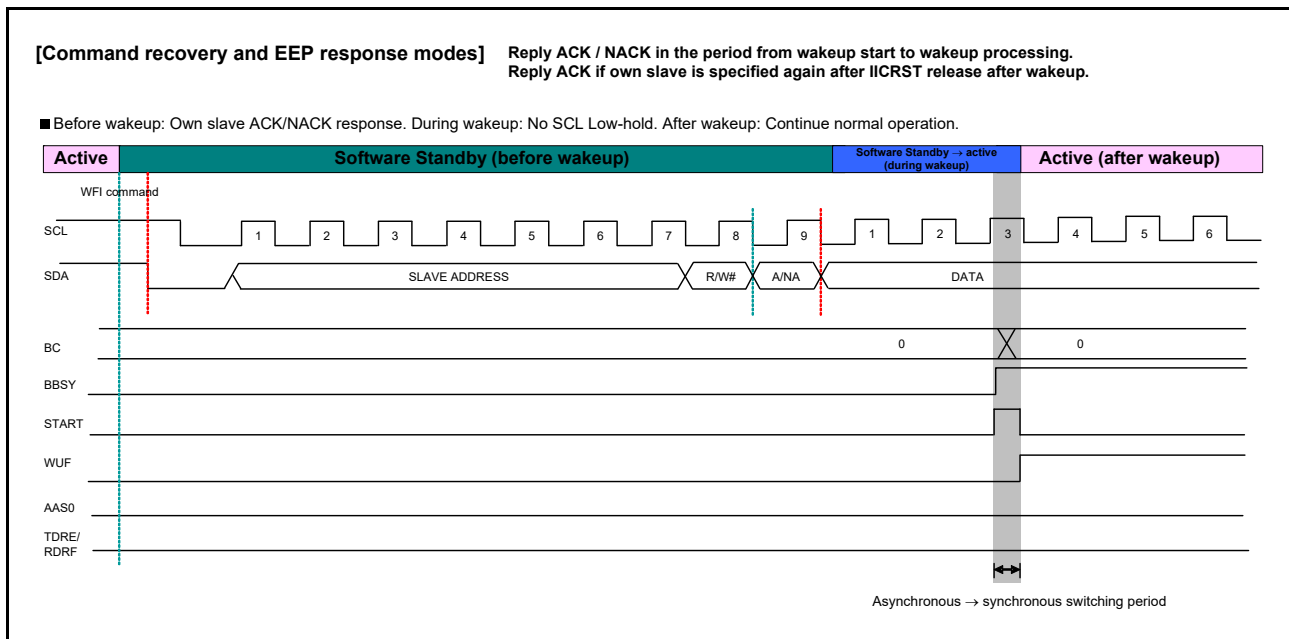 [Command recovery and EEP response modes]
Reply ACK / NACK in the period from wakeup start to wakeup processing.
Reply ACK if own slave is specified again after IICRST release after wakeup.
■ Before wakeup: Own slave ACK/NACK response. During wakeup: No SCL Low-hold. After wakeup: Continue normal operation.
Active
Software Standby (before wakeup)
Software Standby → active
(during wakeup)
Active (after wakeup)
WFI command
SCL
1 2 3 4 5 6 7 8 9 1 2 3 4 5 6
SDA
SLAVE ADDRESS R/W# A/NA DATA
BC
0 0
BBSY
START
WUF
AAS0
TDRE/
RDRF
Asynchronous → synchronous switching period